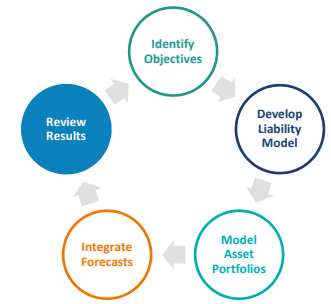 Identify
Objectives
Develop
Liability
Model
Model
Asset
Portfolios
Integrate
Forecasts
Review
Results